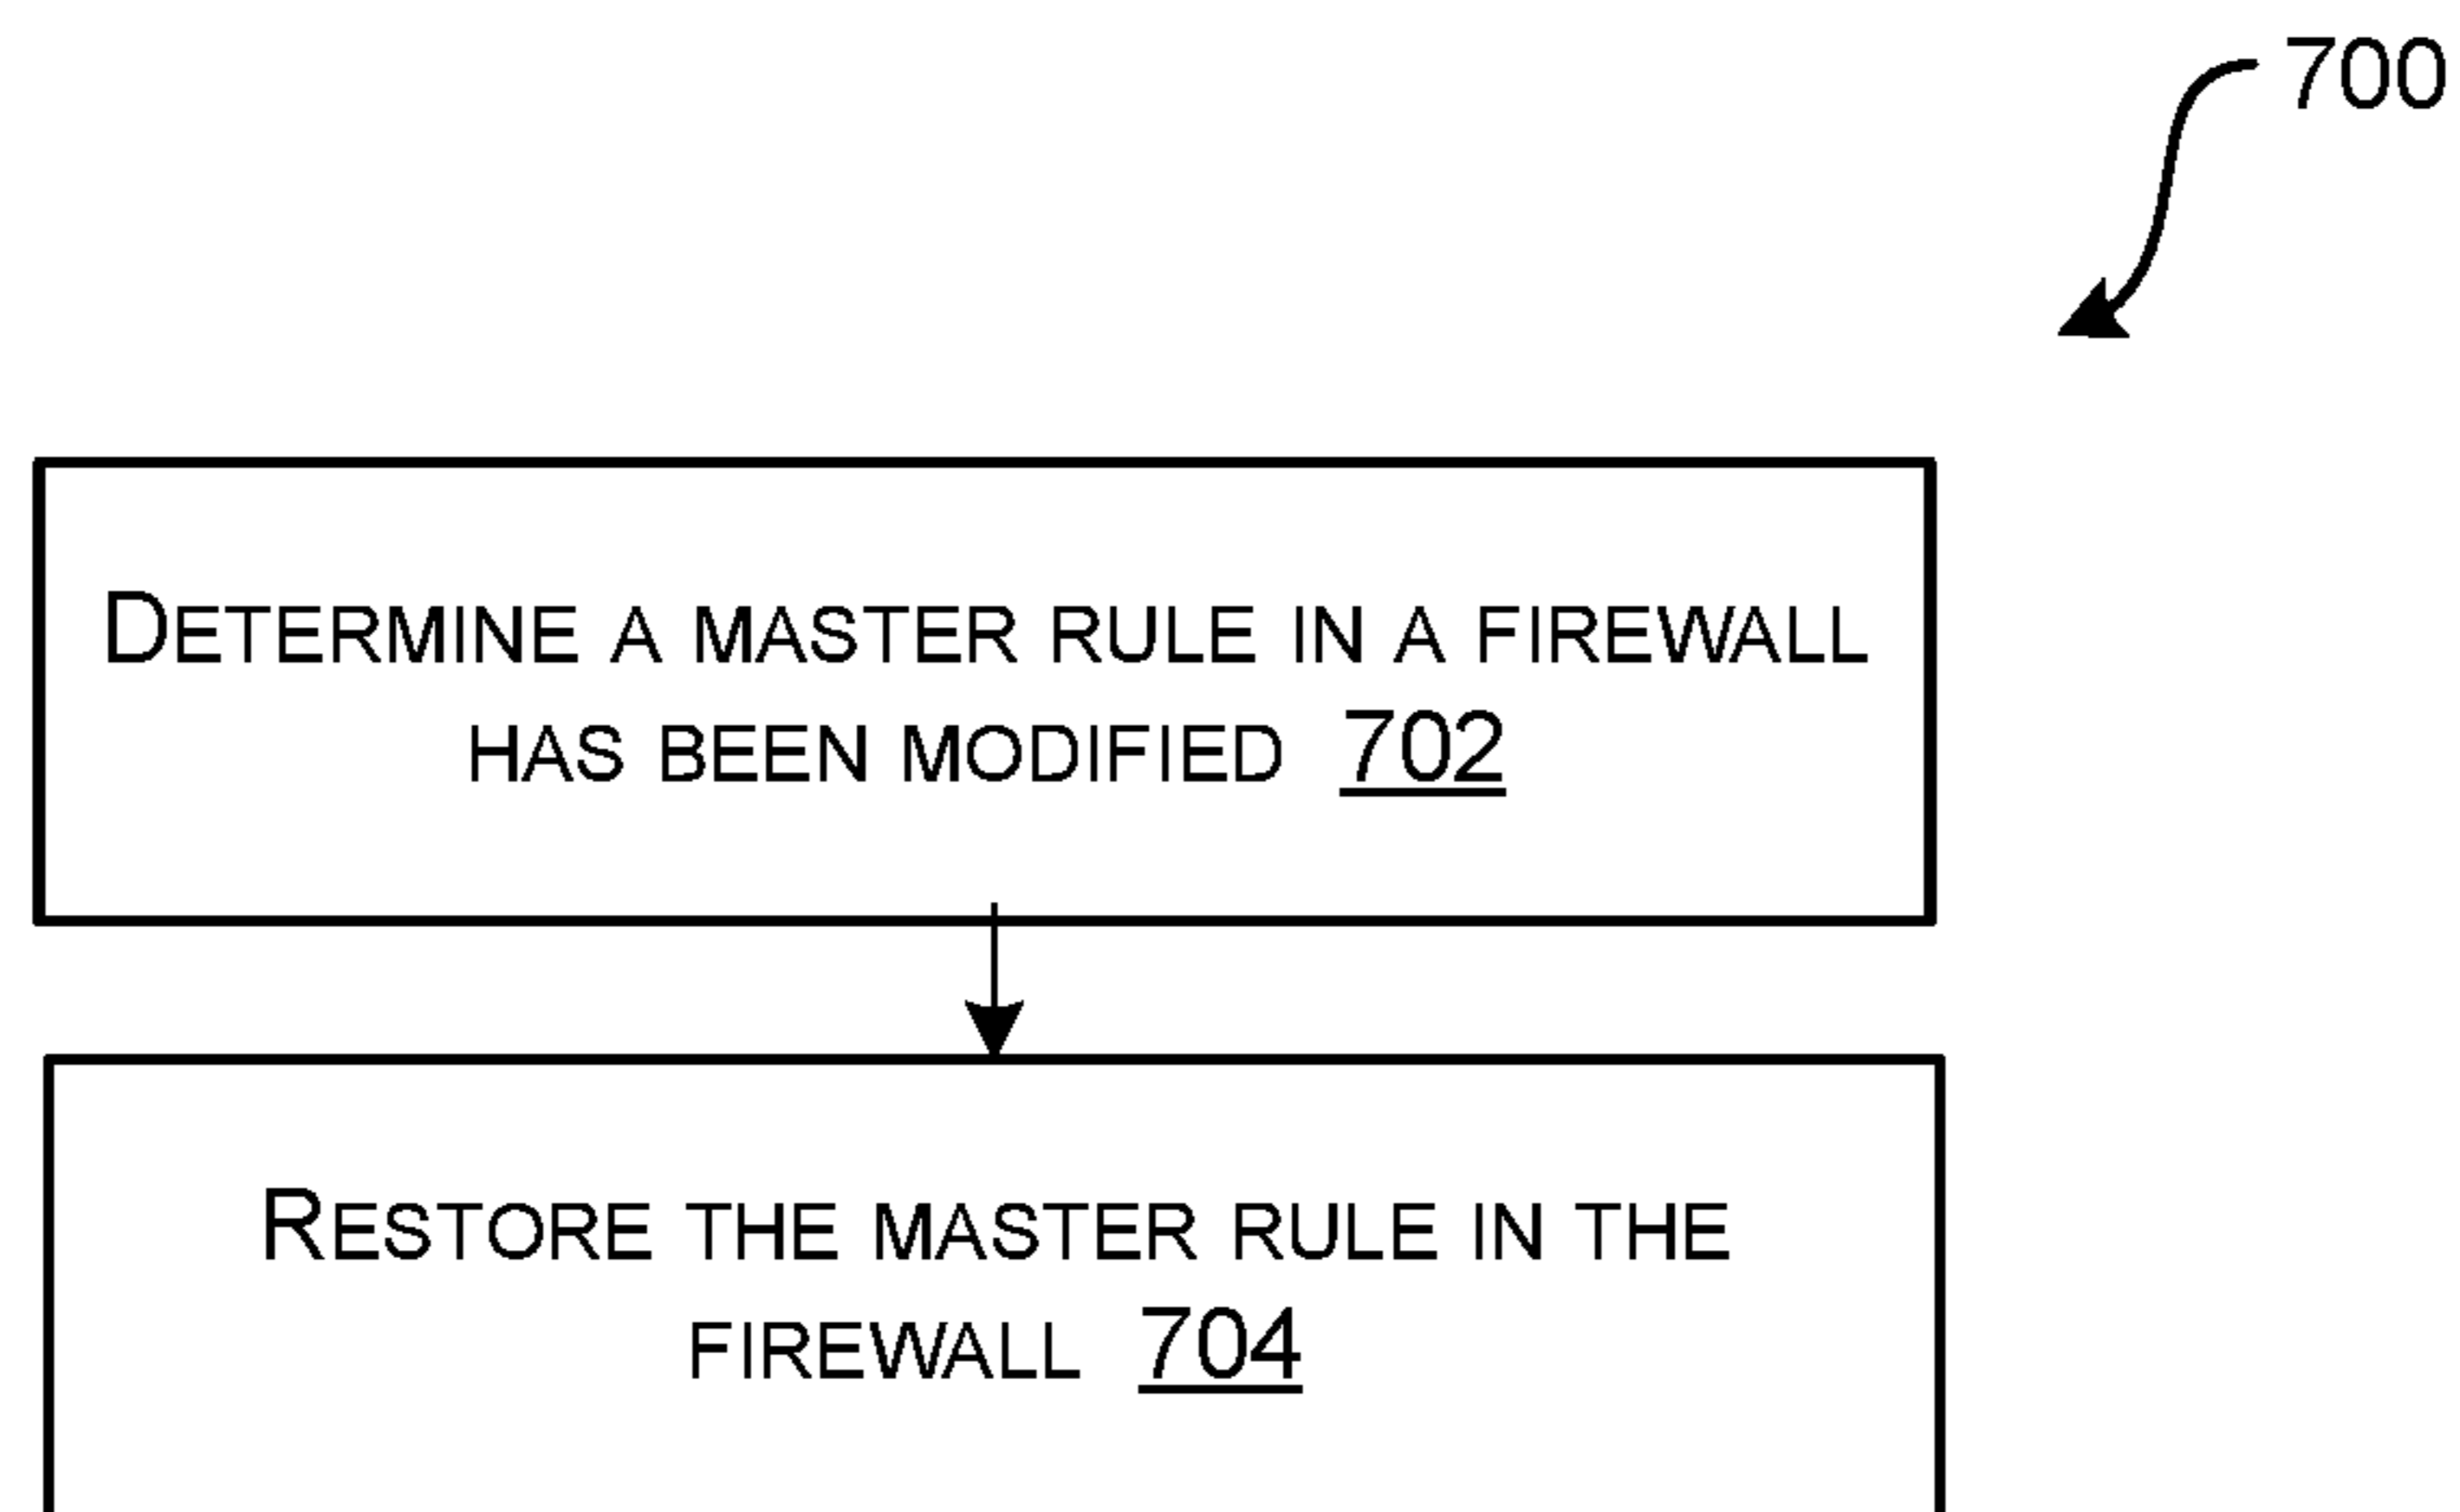 700
DETERMINE A MASTER RULE IN A FIREWALL
HAS BEEN MODIFIED 702
RESTORE THE MASTER RULE IN THE
FIREWALL 704